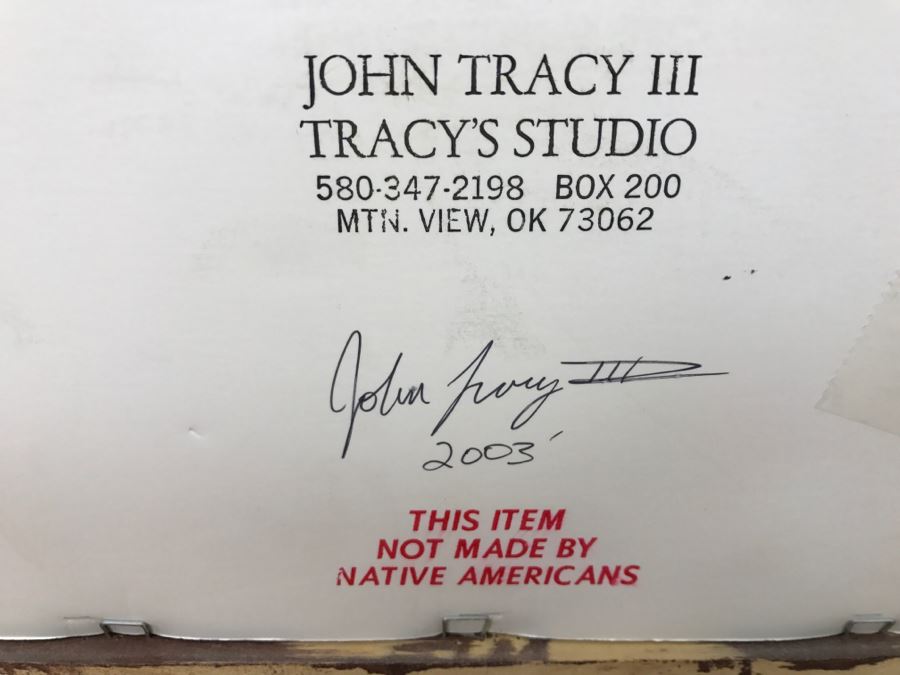 JOHN TRACY III
TRACY'S STUDIO
580-347-2198 BOX 200
MTN. VIEW, OK 73062
John Tracy III
2003'
THIS ITEM
NOT MADE BY
NATIVE AMERICANS